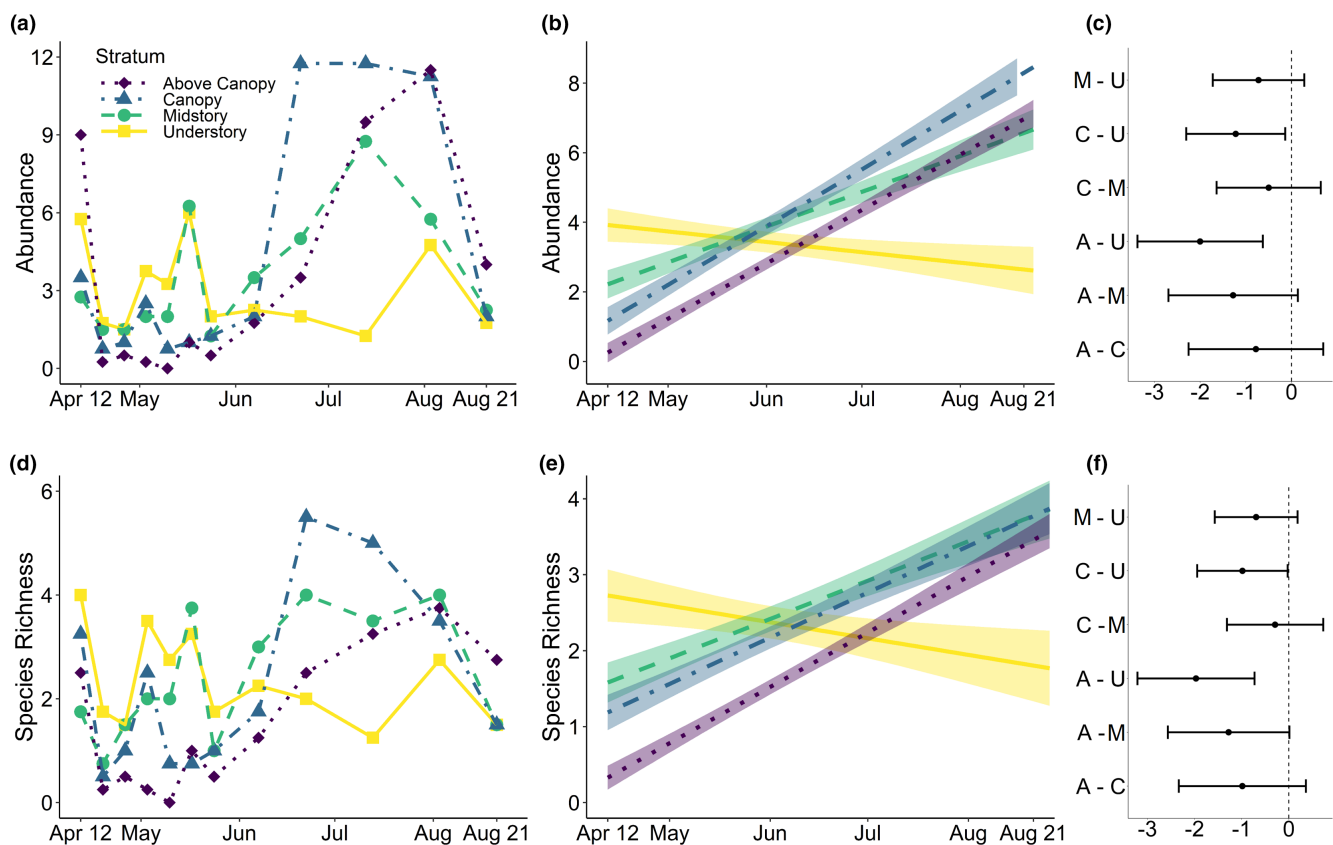 (a)
Stratum
Above Canopy
Canopy
Midstory
Understory
Abundance
12
9
6
3
0
Apr 12 May Jun Jul Aug Aug 21
(b)
Abundance
8
6
4
2
0
Apr 12 May Jun Jul Aug Aug 21
(c)
M - U
C - U
C - M
A - U
A - M
A - C
-3 -2 -1 0
(d)
Species Richness
6
4
2
0
Apr 12 May Jun Jul Aug Aug 21
(e)
Species Richness
4
3
2
1
0
Apr 12 May Jun Jul Aug Aug 21
(f)
M - U
C - U
C - M
A - U
A - M
A - C
-3 -2 -1 0